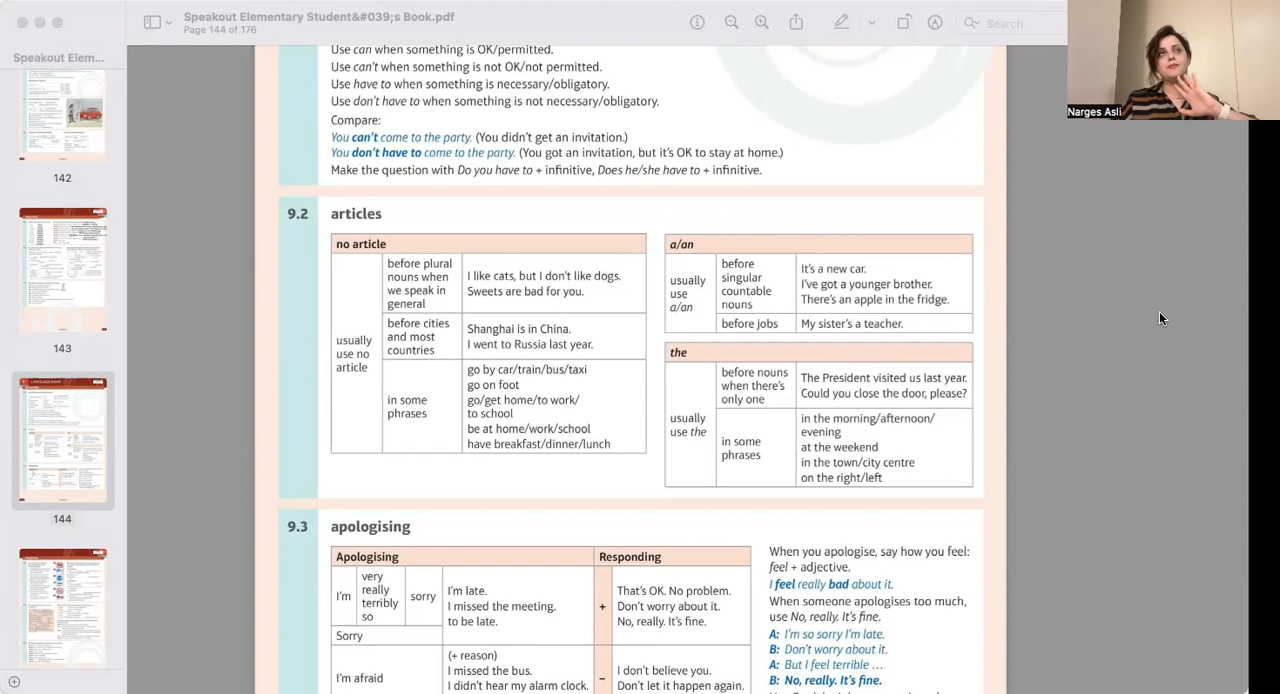 Speakout Elementary Student&#039;s Book.pdf
Page 144 of 176
Search
Speakout Elem...
142
143
144
Narges Asli
Use can when something is OK/permitted.
Use can't when something is not OK/not permitted.
Use have to when something is necessary/obligatory.
Use don't have to when something is not necessary/obligatory.
Compare:
You can't come to the party. (I didn't get an invitation.)
You don't have to come to the party. (You got an invitation, but it's OK to stay at home.)
Make the question with Do you have to + infinitive, Does he/she have to + infinitive.
9.2 articles
no article
usually use no article
before plural nouns when we speak in general
I like cats, but I don't like dogs.
are bad for you.
before cities and most countries
Shanghai is in China.
I went to Russia last year.
in some phrases
go by car/train/bus/taxi
go on foot
go/get home/to work/
to school
be at home/work/school
have breakfast/dinner/lunch
a/an
usually use a/an
before singular countable nouns
It's a new car.
I've got a younger brother.
There's an apple in the fridge.
before jobs
My sister's a teacher.
the
usually use the
before nouns when there's only one
The President visited us last year.
Could you close the door, please?
in some phrases
in the morning/afternoon/
evening
at the weekend
in the town/city centre
on the right/left
9.3 apologising
Apologising
Responding
I'm
very
really
terribly
so
sorry
I'm late.
I missed the meeting.
to be late.
Sorry
+
That's OK. No problem.
Don't worry about it.
No, really. It's fine.
I'm afraid
(+ (en)
I missed the bus.
I didn't hear my alarm clock.
–
I don't believe you.
Don't let it happen again.
When you apologise, say how you feel:
feel + adjective.
I feel really bad about it.
When someone apologises too much,
use No, really. It's fine.
A: I'm so sorry I'm late.
B: Don't worry about it.
A: But I feel terrible ...
B: No, really. It's fine.